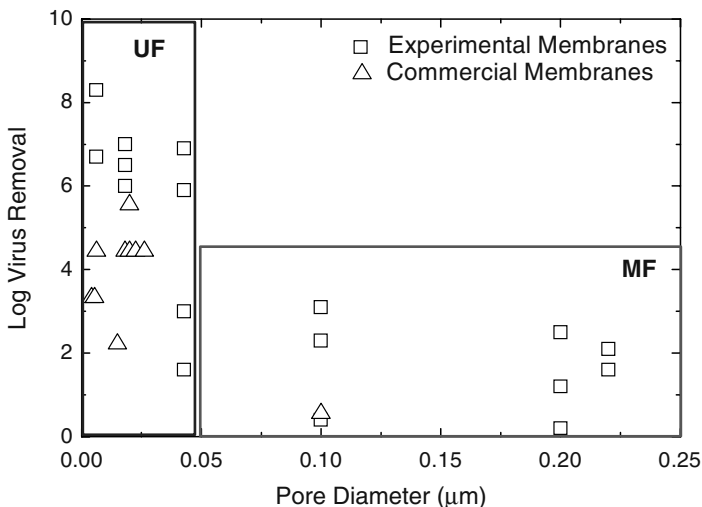 10
8
6
4
2
0
Log Virus Removal
UF
Experimental Membranes
Commercial Membranes
MF
0.00
0.05
0.10
0.15
0.20
0.25
Pore Diameter (μm)